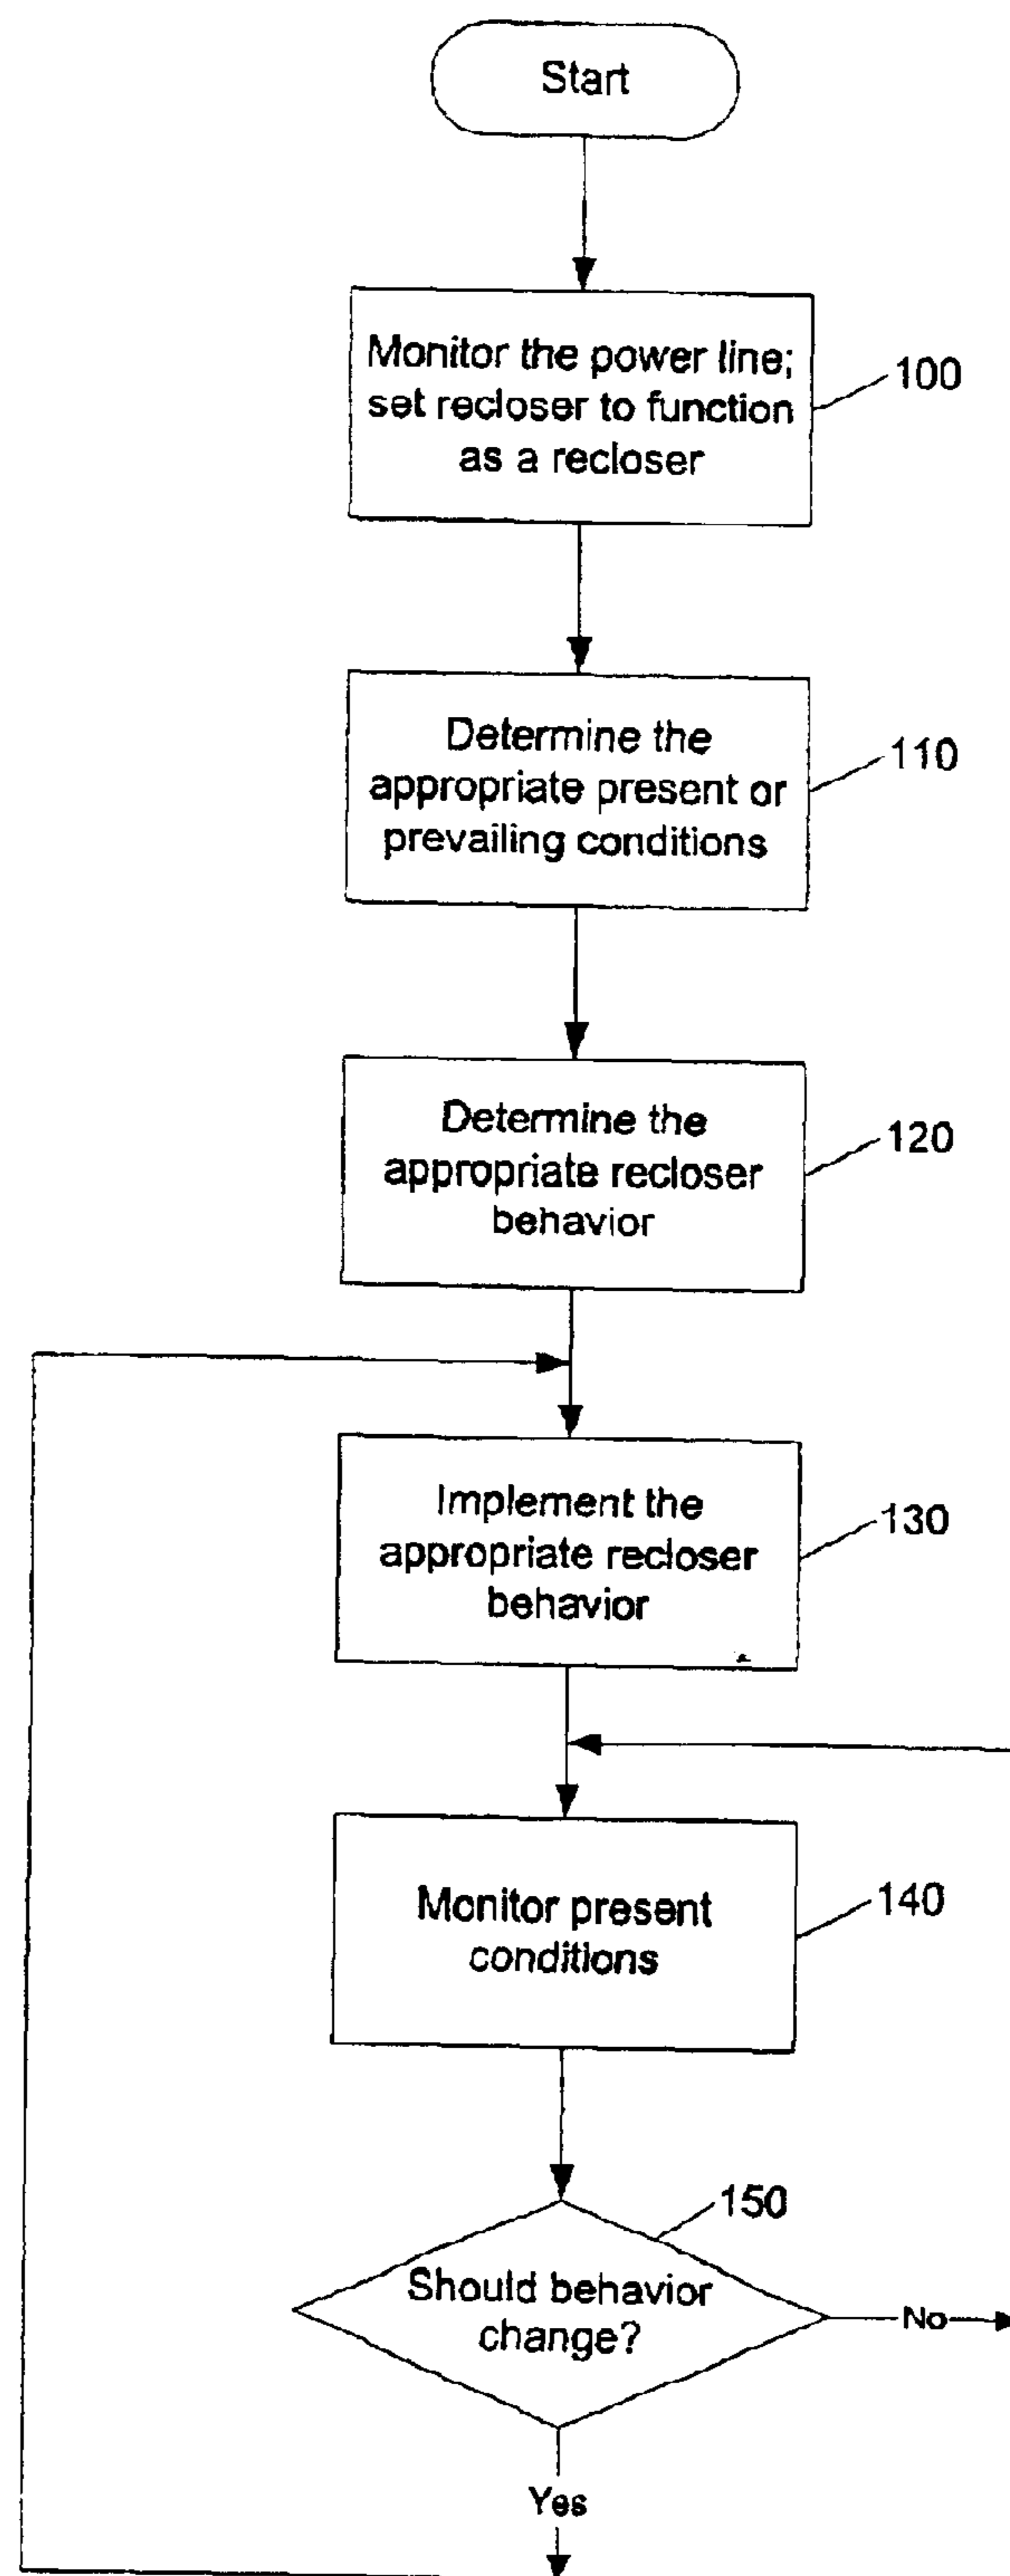 Start
Monitor the power line;
set recloser to function
as a recloser
100
Determine the
appropriate present or
prevailing conditions
110
Determine the
appropriate recloser
behavior
120
Implement the
appropriate recloser
behavior
130
Monitor present
conditions
140
150
Should behavior
change?
No
Yes